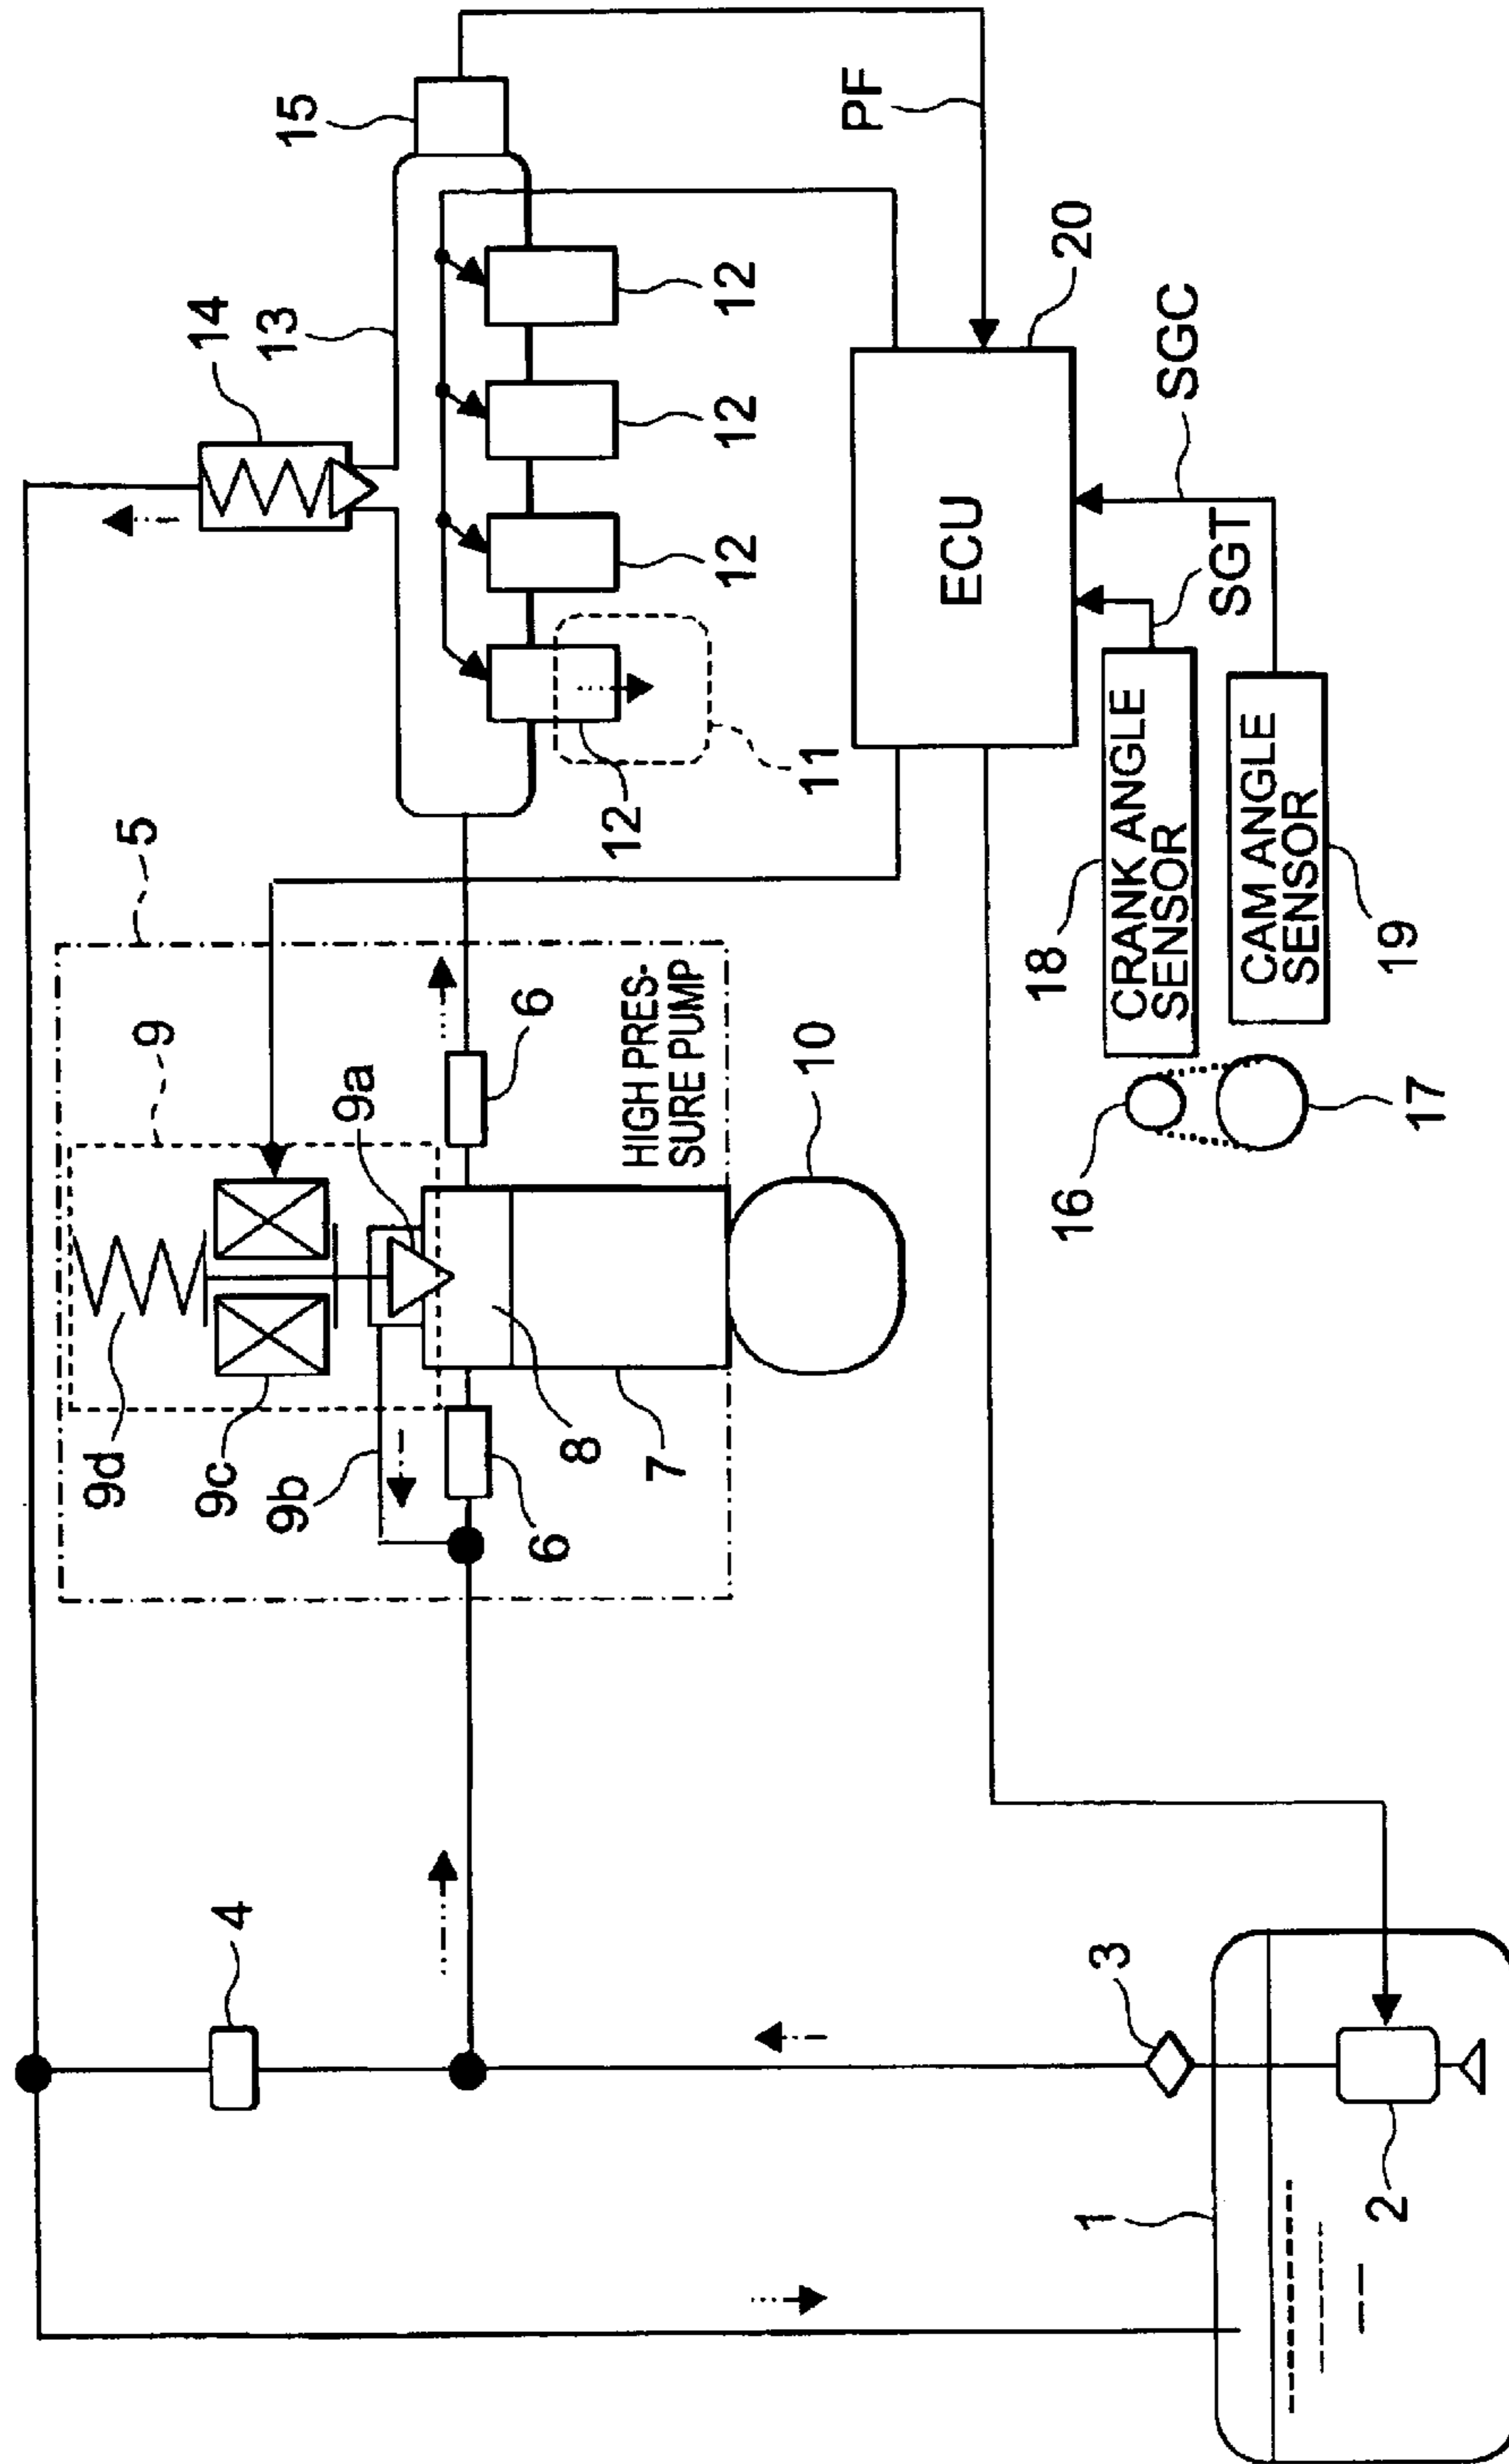 9d
9
5
9c
14
4
9b
13
15
9a
6
6
8
12
HIGH PRES-
SURE PUMP
7
12
12
12
10
11
PF
ECU
20
16
18
1
3
CRANK ANGLE
SENSOR
SGC
SGT
CAM ANGLE
SENSOR
2
17
19